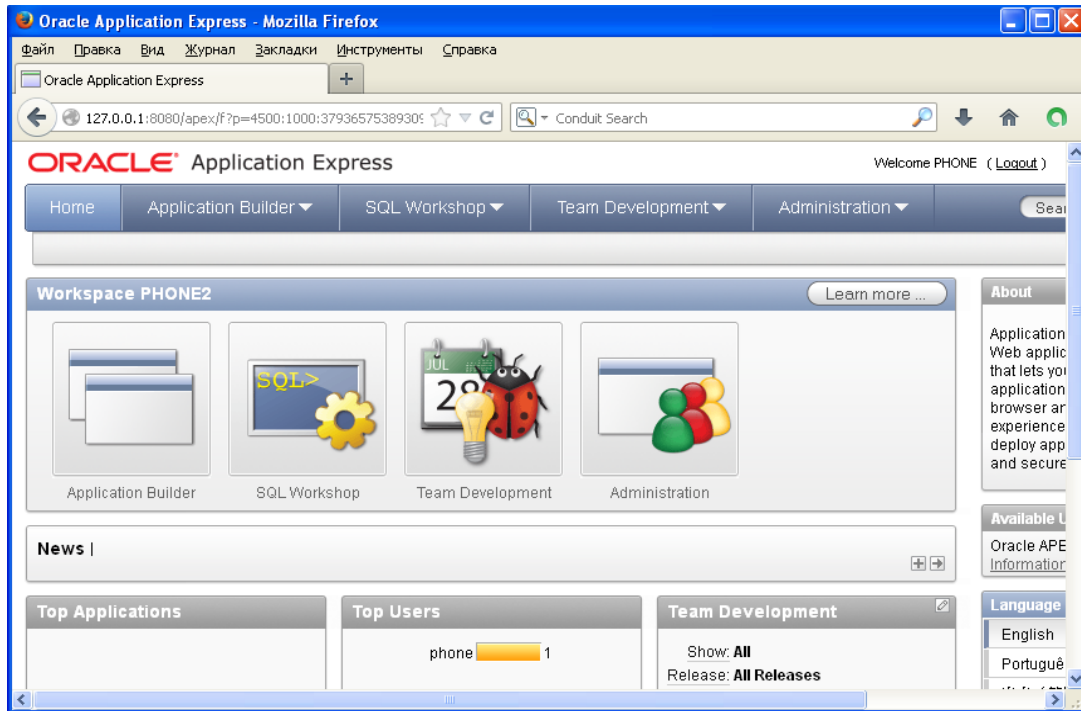 Oracle Application Express - Mozilla Firefox
Файл Правка Вид Журнал Закладки Инструменты Справка
Oracle Application Express
127.0.0.1:8080/apex/f?p=4500:1000:37936575389309 Conduit Search
ORACLE Application Express
Welcome PHONE ( Logout )
Home Application Builder SQL Workshop Team Development Administration
Workspace PHONE2
Learn more ...
About
Application
Web applic
that lets you
application
browser an
experience
deploy app
and secure
JUL
28
SQL>
Application Builder SQL Workshop Team Development Administration
News |
Available U
Oracle APE
Information
Top Applications
Top Users
phone 1
Team Development
Show: All
Release: All Releases
Language
English
Portuguê